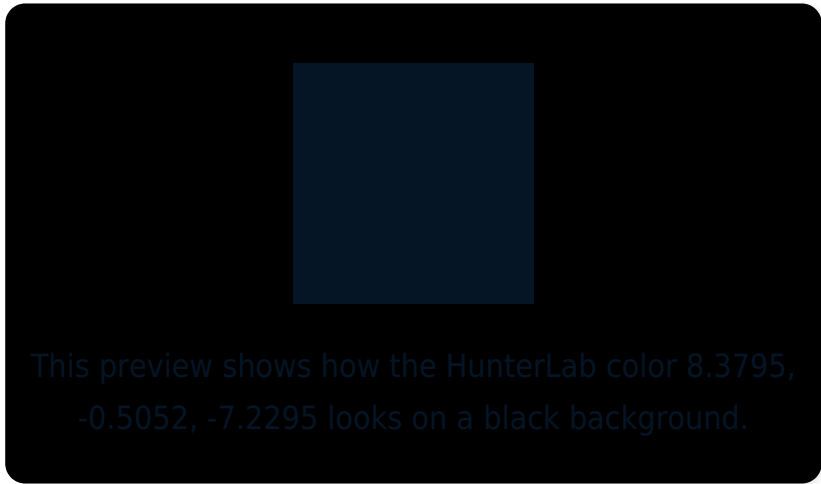 This preview shows how the HunterLab color 8.3795,
-0.5052, -7.2295 looks on a black background.